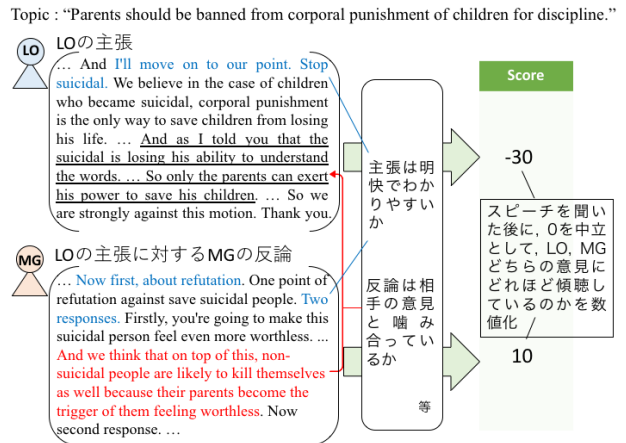 Topic : “Parents should be banned from corporal punishment of children for discipline.”
LO
LOの主張
… And I'll move on to our point. Stop
suicidal. We believe in the case of children
who became suicidal, corporal punishment
is the only way to save children from losing
his life. … And as I told you that the
suicidal is losing his ability to understand
the words. … So only the parents can exert
his power to save his children. … So we
are strongly against this motion. Thank you.
MG
LOの主張に対するMGの反論
… Now first, about refutation. One point of
refutation against save suicidal people. Two
responses. Firstly, you're going to make this
suicidal person feel even more worthless. ...
And we think that on top of this, non-
suicidal people are likely to kill themselves
as well because their parents become the
trigger of them feeling worthless. Now
second response. …
主張は明
快でわか
りやすい
か
反論は相
手の意見
と噛み
合ってい
るか
等
Score
-30
スピーチを聞い
た後に, 0を中立
として, LO, MG
どちらの意見に
どれほど傾聴し
ているのかを数
値化
10